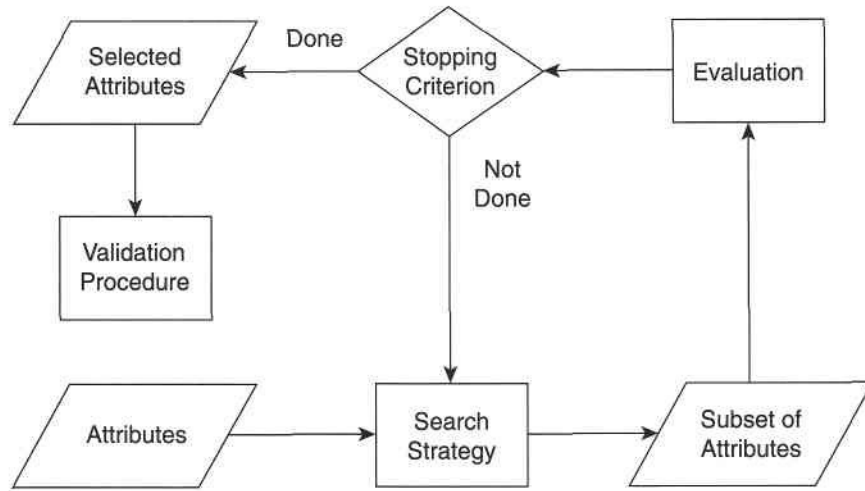 Done
Selected
Attributes
Stopping
Criterion
Evaluation
Not
Done
Validation
Procedure
Attributes
Search
Strategy
Subset of
Attributes